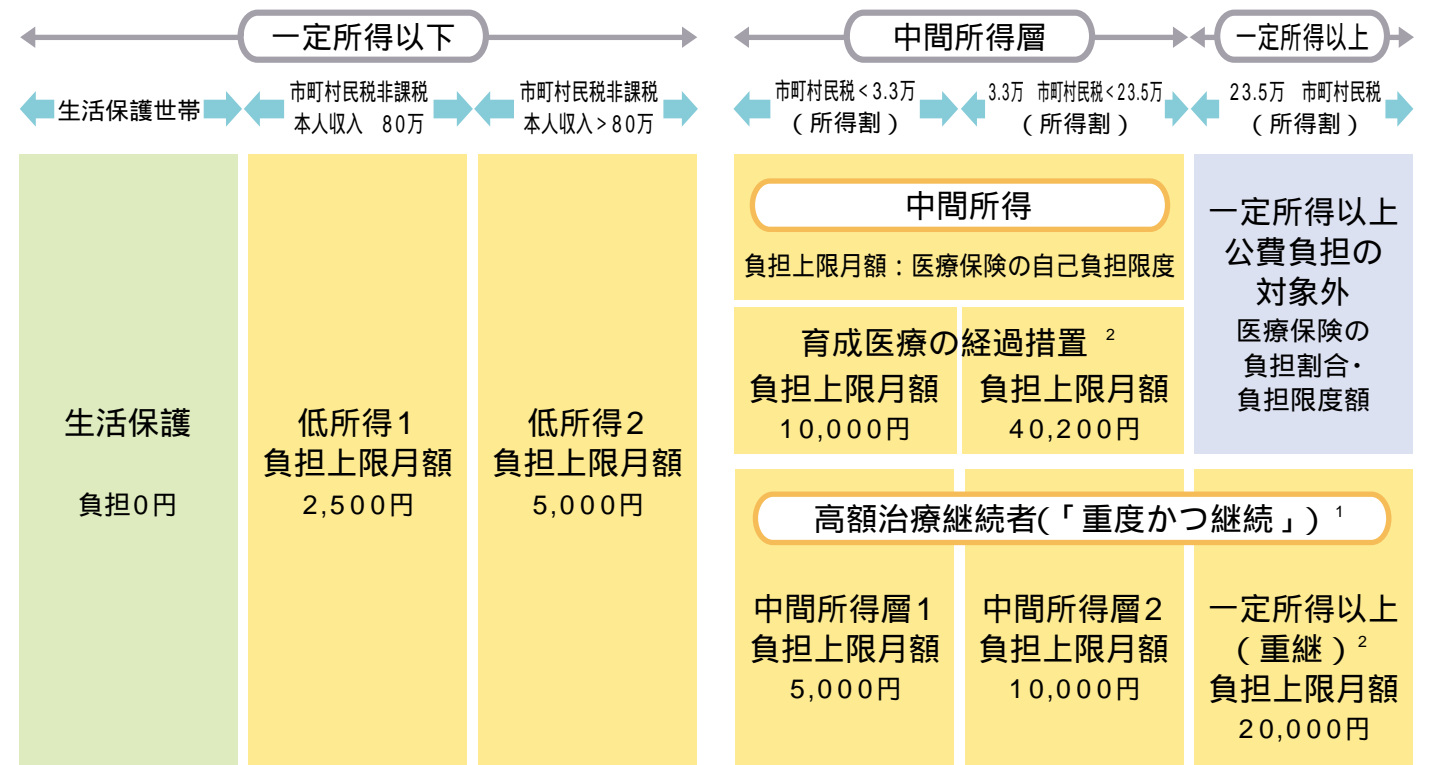 一定所得以下
中間所得層
一定所得以上
生活保護世帯
市町村民税非課税
本人収入　80万
市町村民税非課税
本人収入>80万
市町村民税<3.3万
(所得割)
3.3万　市町村民税<23.5万
(所得割)
23.5万　市町村民税
(所得割)
生活保護
負担0円
低所得1
負担上限月額
2,500円
低所得2
負担上限月額
5,000円
中間所得
負担上限月額:医療保険の自己負担限度
育成医療の経過措置 2
負担上限月額
10,000円
負担上限月額
40,200円
一定所得以上
公費負担の
対象外
医療保険の
負担割合・
負担限度額
高額治療継続者(「重度かつ継続」) 1
中間所得層1
負担上限月額
5,000円
中間所得層2
負担上限月額
10,000円
一定所得以上
(重継) 2
負担上限月額
20,000円